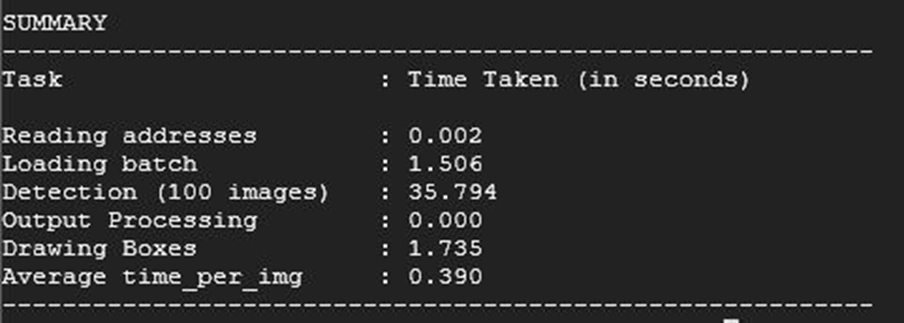 SUMMARY
----------------------------------------------------------
Task                     : Time Taken (in seconds)
Reading addresses        : 0.002
Loading batch            : 1.506
Detection (100 images)   : 35.794
Output Processing        : 0.000
Drawing Boxes            : 1.735
Average time_per_img     : 0.390
----------------------------------------------------------